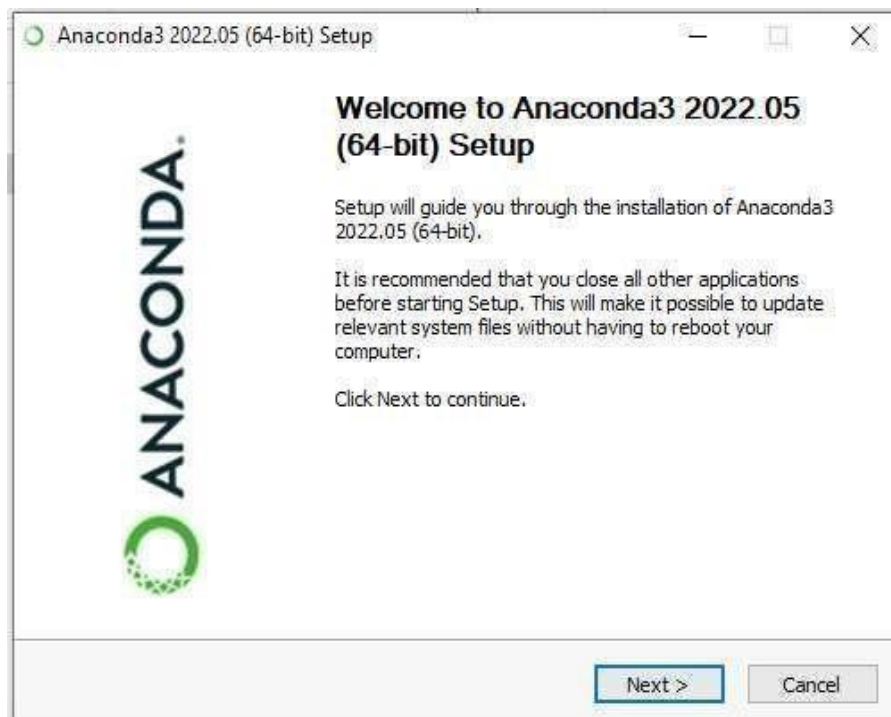 Anaconda3 2022.05 (64-bit) Setup
Welcome to Anaconda3 2022.05
(64-bit) Setup
ANACONDA.
Setup will guide you through the installation of Anaconda3
2022.05 (64-bit).
It is recommended that you close all other applications
before starting Setup. This will make it possible to update
relevant system files without having to reboot your
computer.
Click Next to continue.
Next >
Cancel